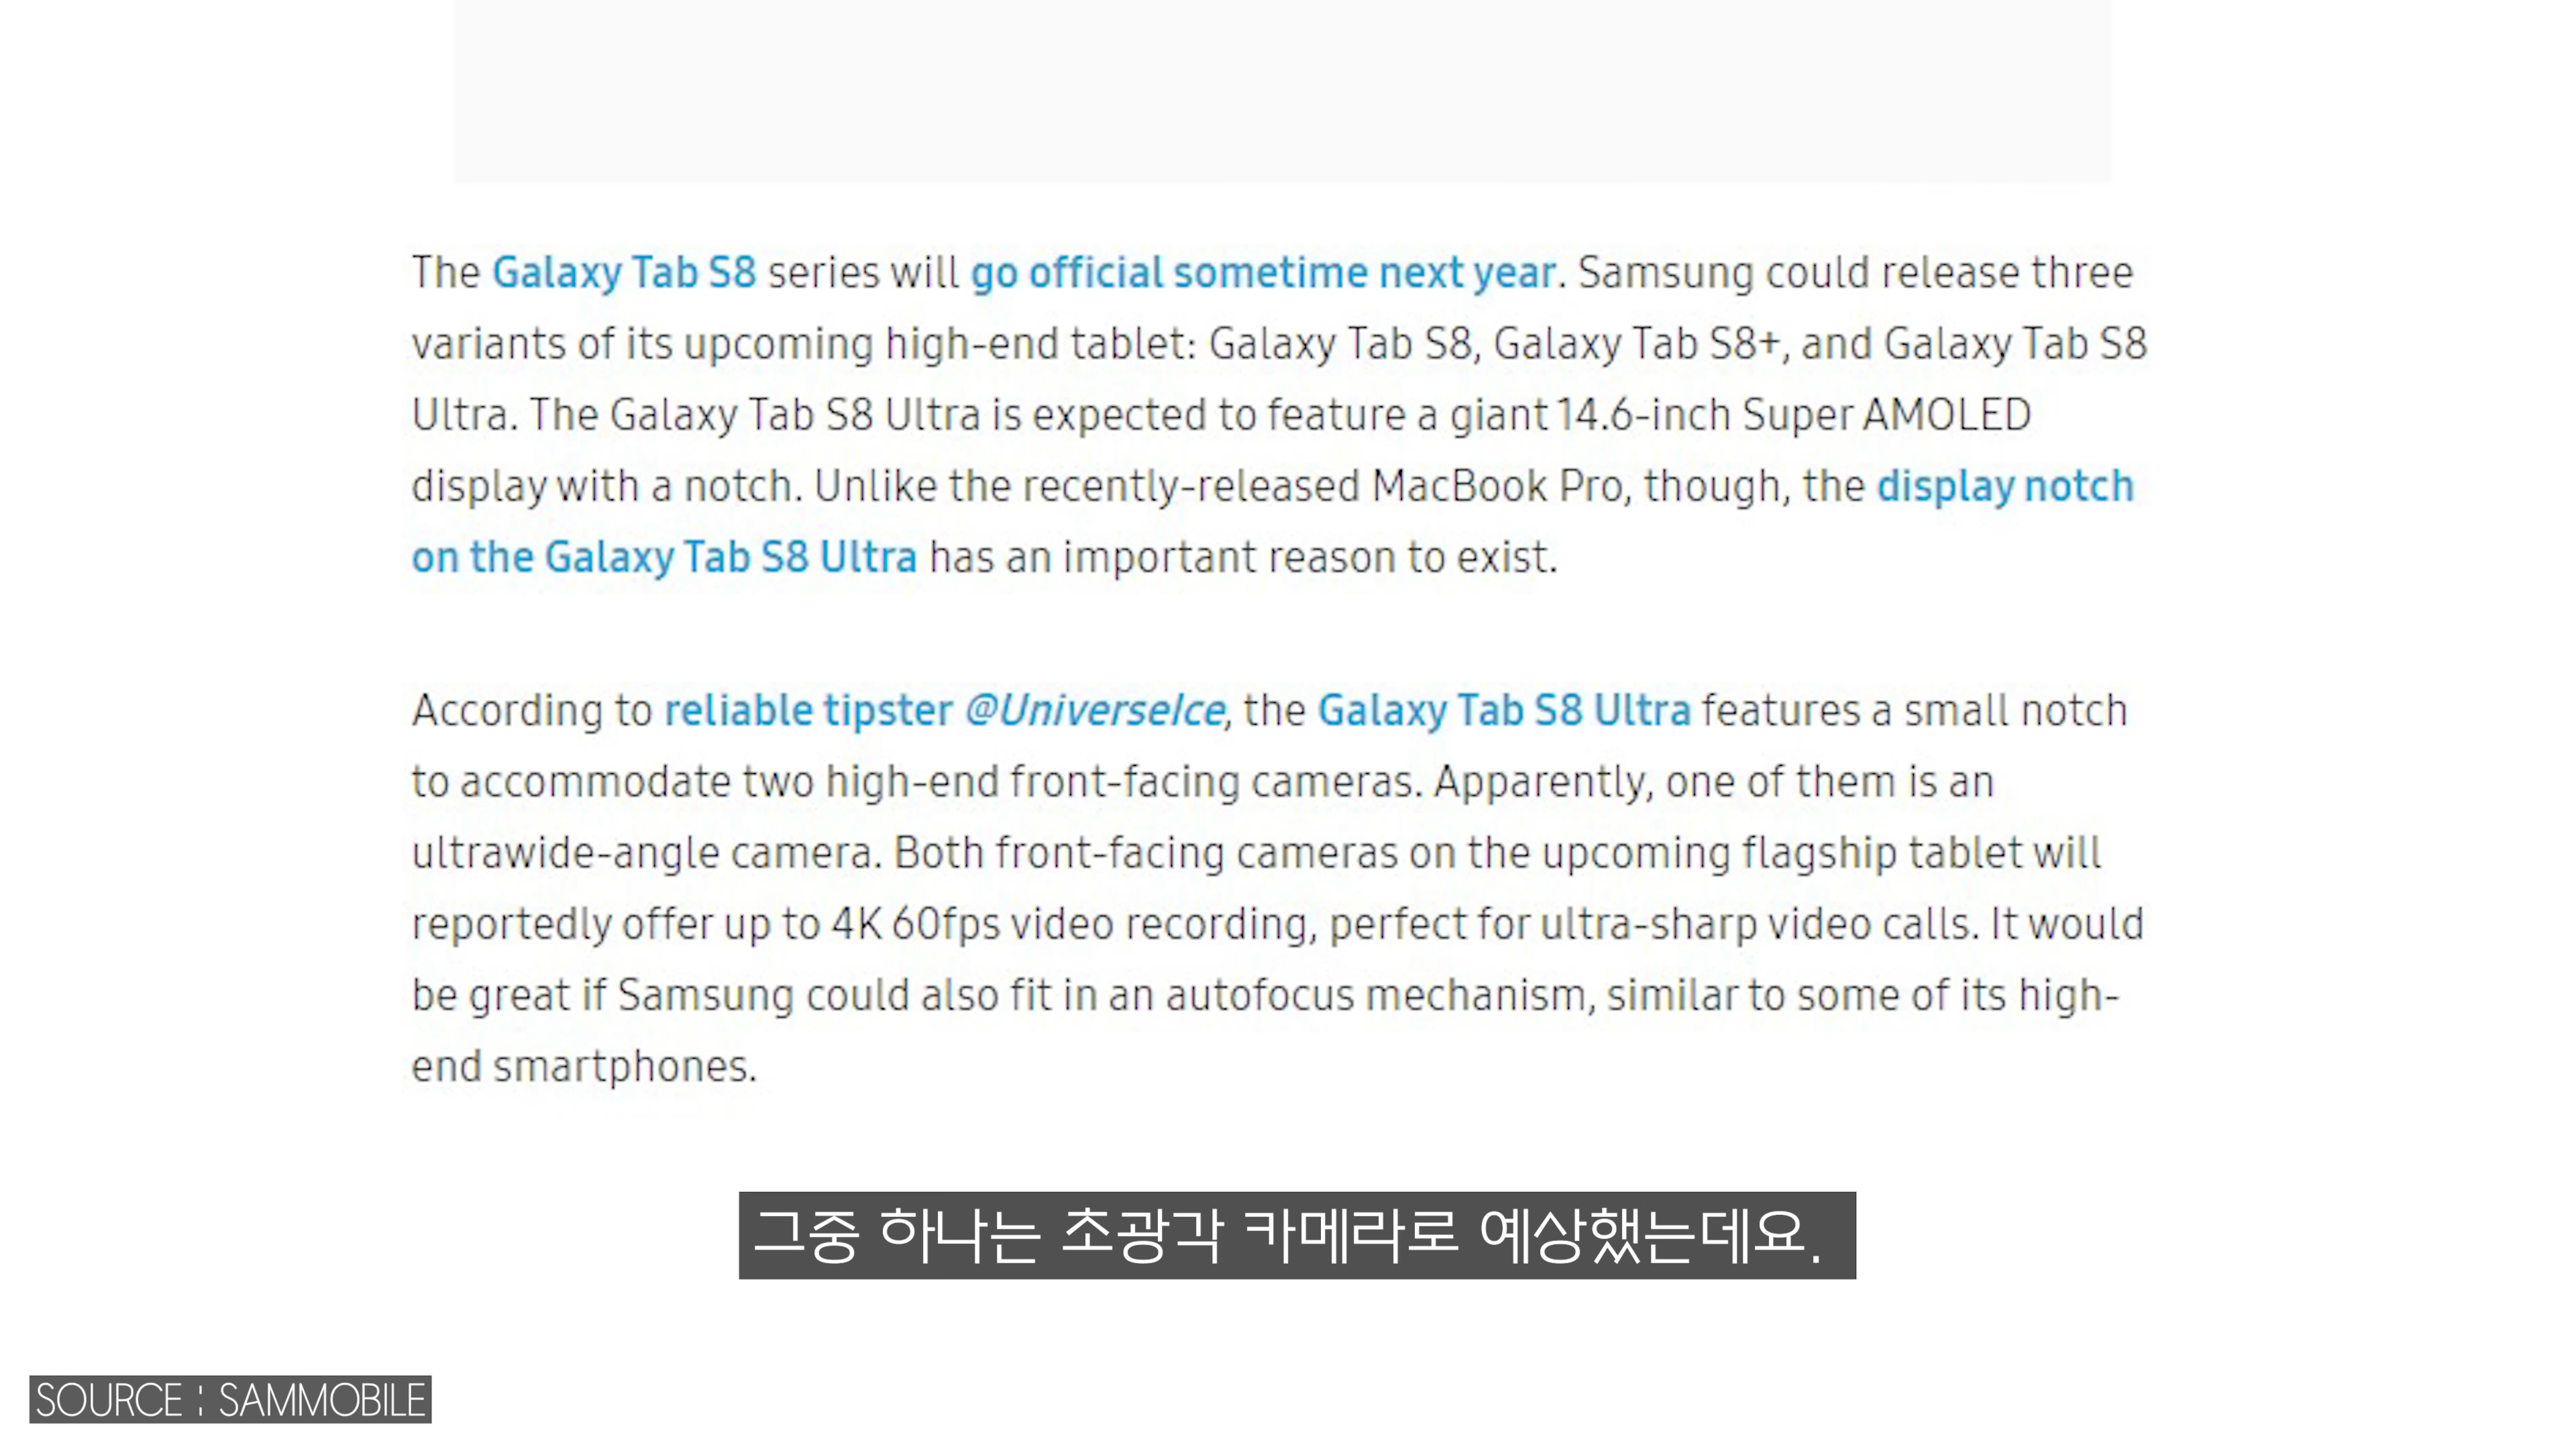 The Galaxy Tab S8 series will go official sometime next year. Samsung could release three
variants of its upcoming high-end tablet: Galaxy Tab S8, Galaxy Tab S8+, and Galaxy Tab S8
Ultra. The Galaxy Tab S8 Ultra is expected to feature a giant 14.6-inch Super AMOLED
display with a notch. Unlike the recently-released MacBook Pro, though, the display notch
on the Galaxy Tab S8 Ultra has an important reason to exist.
According to reliable tipster @UniverseIce, the Galaxy Tab S8 Ultra features a small notch
to accommodate two high-end front-facing cameras. Apparently, one of them is an
ultrawide-angle camera. Both front-facing cameras on the upcoming flagship tablet will
reportedly offer up to 4K 60fps video recording, perfect for ultra-sharp video calls. It would
be great if Samsung could also fit in an autofocus mechanism, similar to some of its high-
end smartphones.
그중 하나는 초광각 카메라로 예상했는데요.
SOURCE : SAMMOBILE